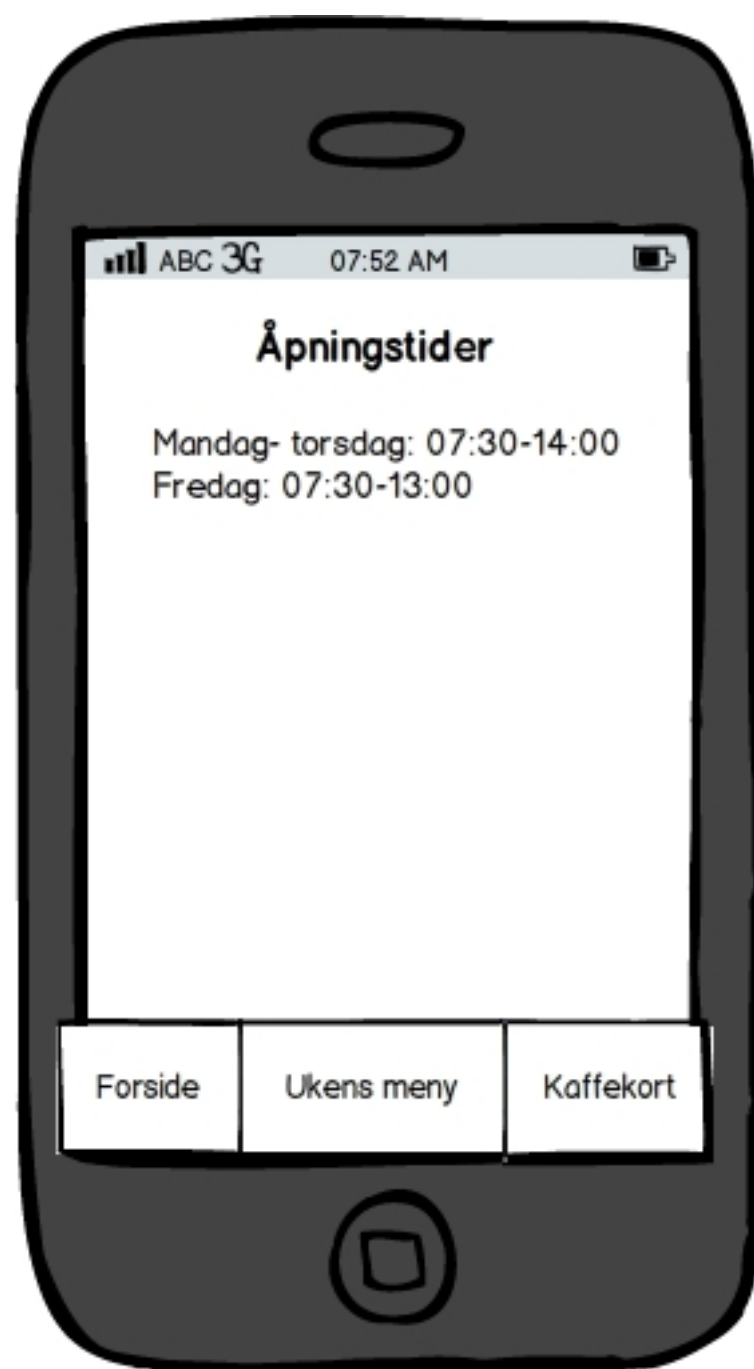 ABC 3G 07:52 AM
Åpningstider
Mandag- torsdag: 07:30-14:00
Fredag: 07:30-13:00
Forside Ukens meny Kaffekort